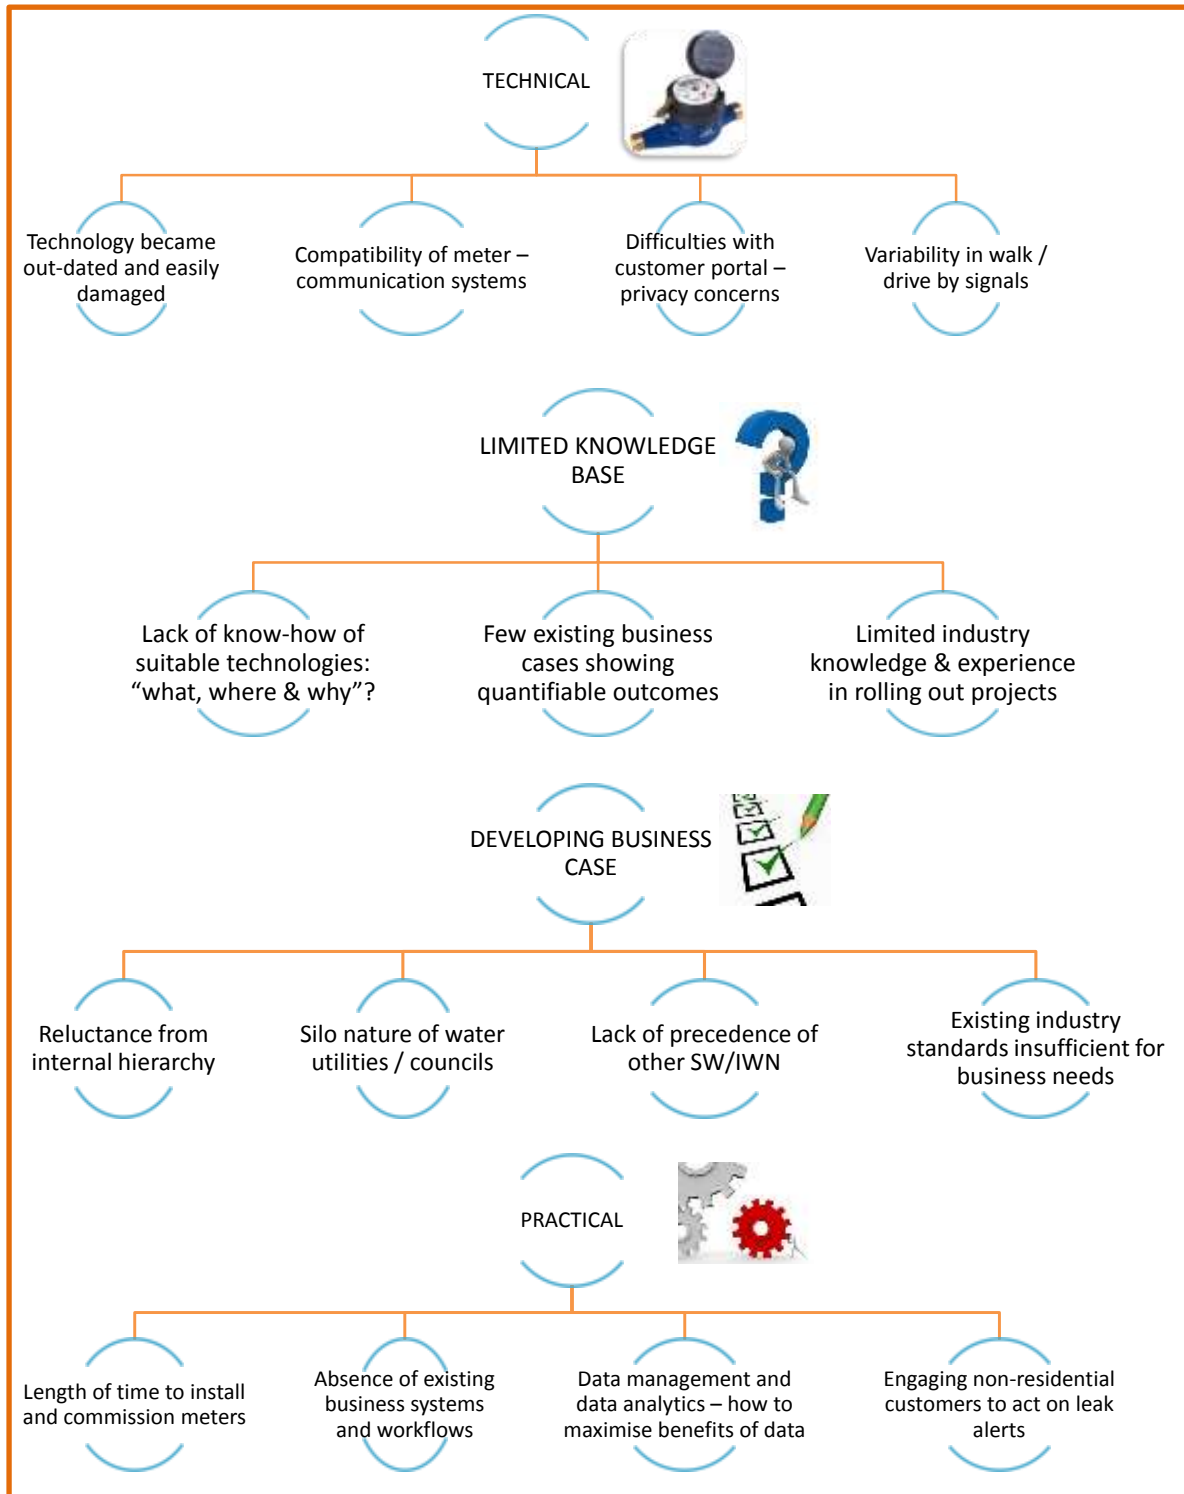 TECHNICAL
Technology became
out-dated and easily
damaged
Compatibility of meter –
communication systems
Difficulties with
customer portal –
privacy concerns
Variability in walk /
drive by signals
LIMITED KNOWLEDGE
BASE
Lack of know-how of
suitable technologies:
“what, where & why”?
Few existing business
cases showing
quantifiable outcomes
Limited industry
knowledge & experience
in rolling out projects
DEVELOPING BUSINESS
CASE
Reluctance from
internal hierarchy
Silo nature of water
utilities / councils
Lack of precedence of
other SW/IWN
Existing industry
standards insufficient for
business needs
PRACTICAL
Length of time to install
and commission meters
Absence of existing
business systems
and workflows
Data management and
data analytics – how to
maximise benefits of data
Engaging non-residential
customers to act on leak
alerts